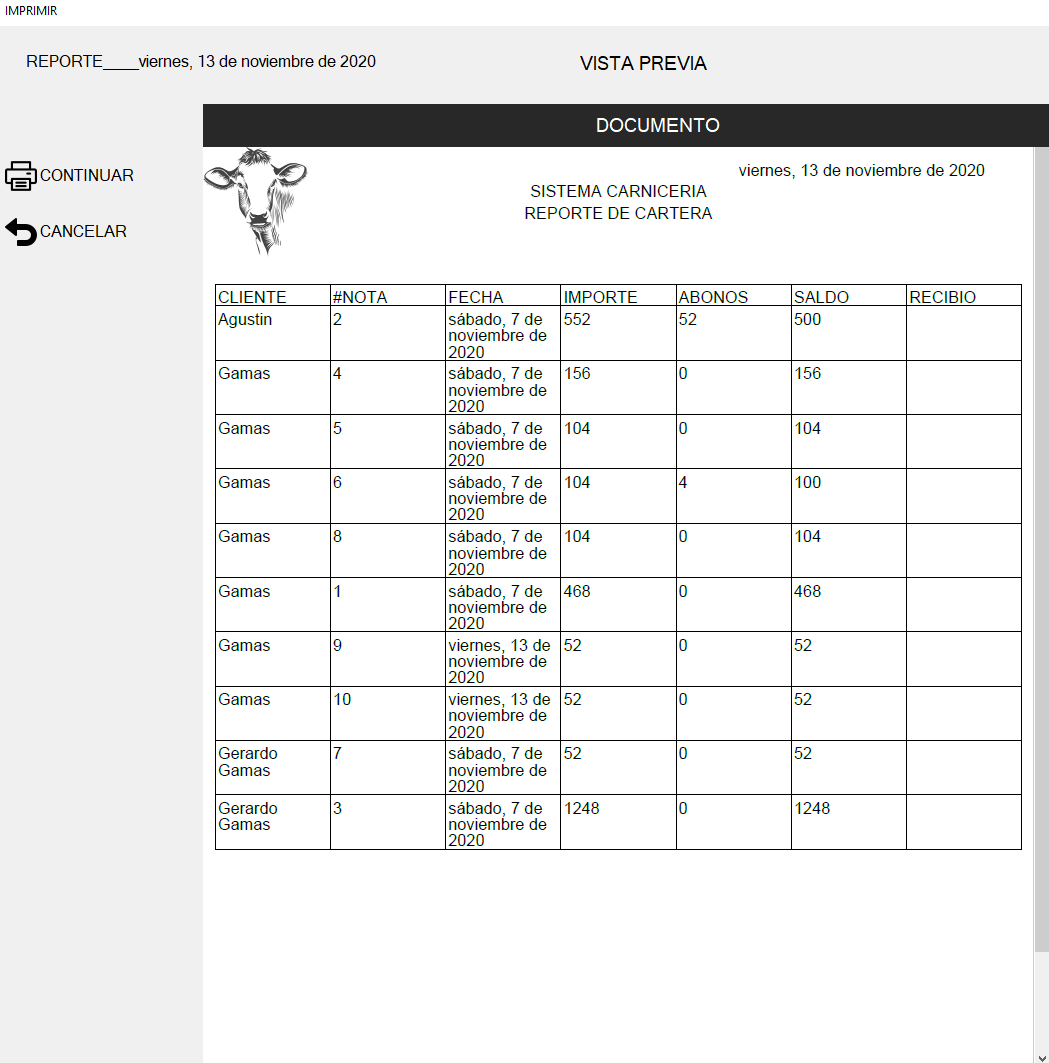 IMPRIMIR
REPORTE____viernes, 13 de noviembre de 2020
VISTA PREVIA
DOCUMENTO
CONTINUAR
CANCELAR
viernes, 13 de noviembre de 2020
SISTEMA CARNICERIA
REPORTE DE CARTERA
CLIENTE #NOTA FECHA IMPORTE ABONOS SALDO RECIBIO
Agustin 2 sábado, 7 de 552 52 500
noviembre de
2020
Gamas 4 sábado, 7 de 156 0 156
noviembre de
2020
Gamas 5 sábado, 7 de 104 0 104
noviembre de
2020
Gamas 6 sábado, 7 de 104 4 100
noviembre de
2020
Gamas 8 sábado, 7 de 104 0 104
noviembre de
2020
Gamas 1 sábado, 7 de 468 0 468
noviembre de
2020
Gamas 9 viernes, 13 de 52 0 52
noviembre de
2020
Gamas 10 viernes, 13 de 52 0 52
noviembre de
2020
Gerardo 7 sábado, 7 de 52 0 52
Gamas noviembre de
2020
Gerardo 3 sábado, 7 de 1248 0 1248
Gamas noviembre de
2020